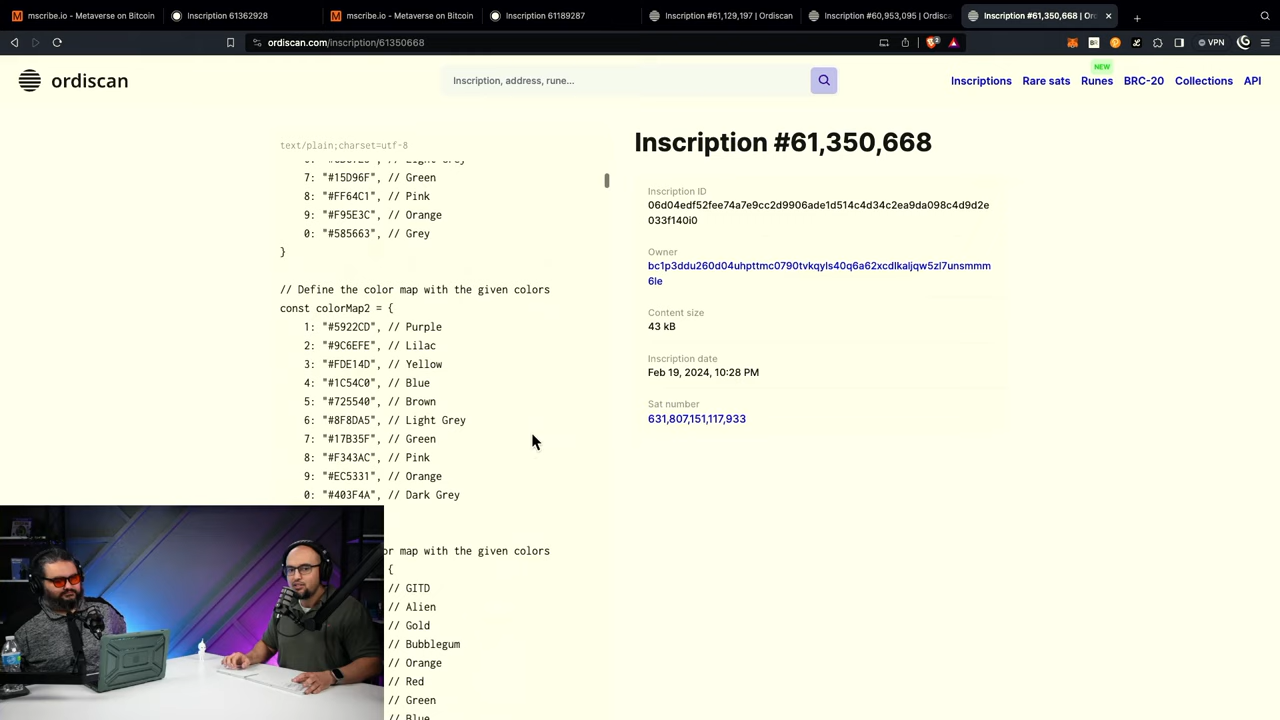 mscribe.io - Metaverse on Bitcoin
Inscription 61362928
mscribe.io - Metaverse on Bitcoin
Inscription 61189287
Inscription #61,129,197 | Ordiscan
Inscription #60,953,095 | Ordisca
Inscription #61,350,668 | Or
ordiscan.com/inscription/61350668
VPN
ordiscan
Inscription, address, rune...
NEW
Inscriptions
Rare sats
Runes
BRC-20
Collections
API
text/plain;charset=utf-8
7: "#15D96F", // Green
8: "#FF64C1", // Pink
9: "#F95E3C", // Orange
0: "#585663", // Grey
}
// Define the color map with the given colors
const colorMap2 = {
1: "#5922CD", // Purple
2: "#9C6EFE", // Lilac
3: "#FDE14D", // Yellow
4: "#1C54C0", // Blue
5: "#725540", // Brown
6: "#8F8DA5", // Light Grey
7: "#17B35F", // Green
8: "#F343AC", // Pink
9: "#EC5331", // Orange
0: "#403F4A", // Dark Grey
or map with the given colors
{
// GITD
// Alien
// Gold
// Bubblegum
// Orange
// Red
// Green
// Blue
Inscription #61,350,668
Inscription ID
06d04edf52fee74a7e9cc2d9906ade1d514c4d34c2ea9da098c4d9d2e
033f140i0
Owner
bc1p3ddu260d04uhpttmc0790tvkqyls40q6a62xcdlkaljqw5zl7unsmmm
6le
Content size
43 kB
Inscription date
Feb 19, 2024, 10:28 PM
Sat number
631,807,151,117,933